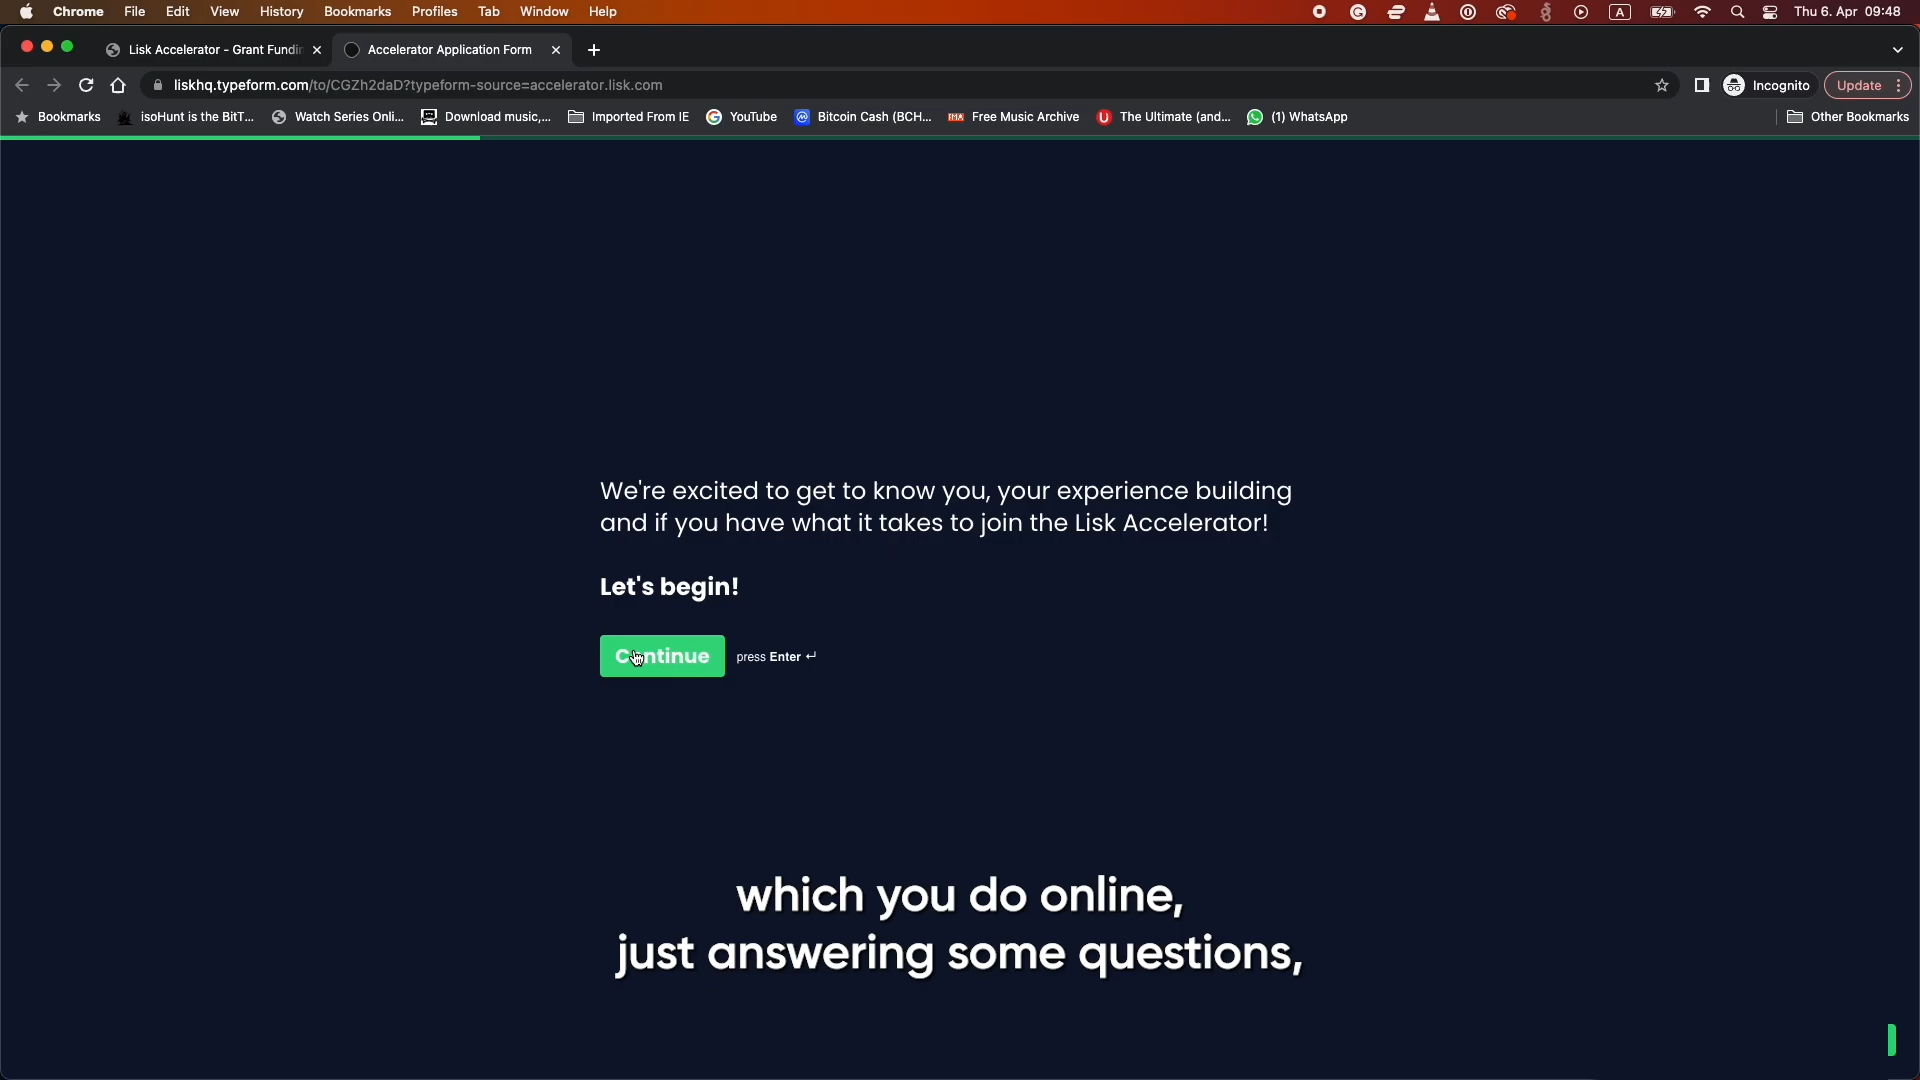 Chrome File Edit View History Bookmarks Profiles Tab Window Help A Thu 6. Apr 09:48
Lisk Accelerator - Grant Fundin Accelerator Application Form
liskhq.typeform.com/to/CGZh2daD?typeform-source=accelerator.lisk.com Incognito Update
Bookmarks isoHunt is the BitT... Watch Series Onli... Download music,... Imported From IE YouTube Bitcoin Cash (BCH... FMA Free Music Archive U The Ultimate (and... (1) WhatsApp Other Bookmarks
We're excited to get to know you, your experience building
and if you have what it takes to join the Lisk Accelerator!
Let's begin!
Continue press Enter ↵
which you do online,
just answering some questions,